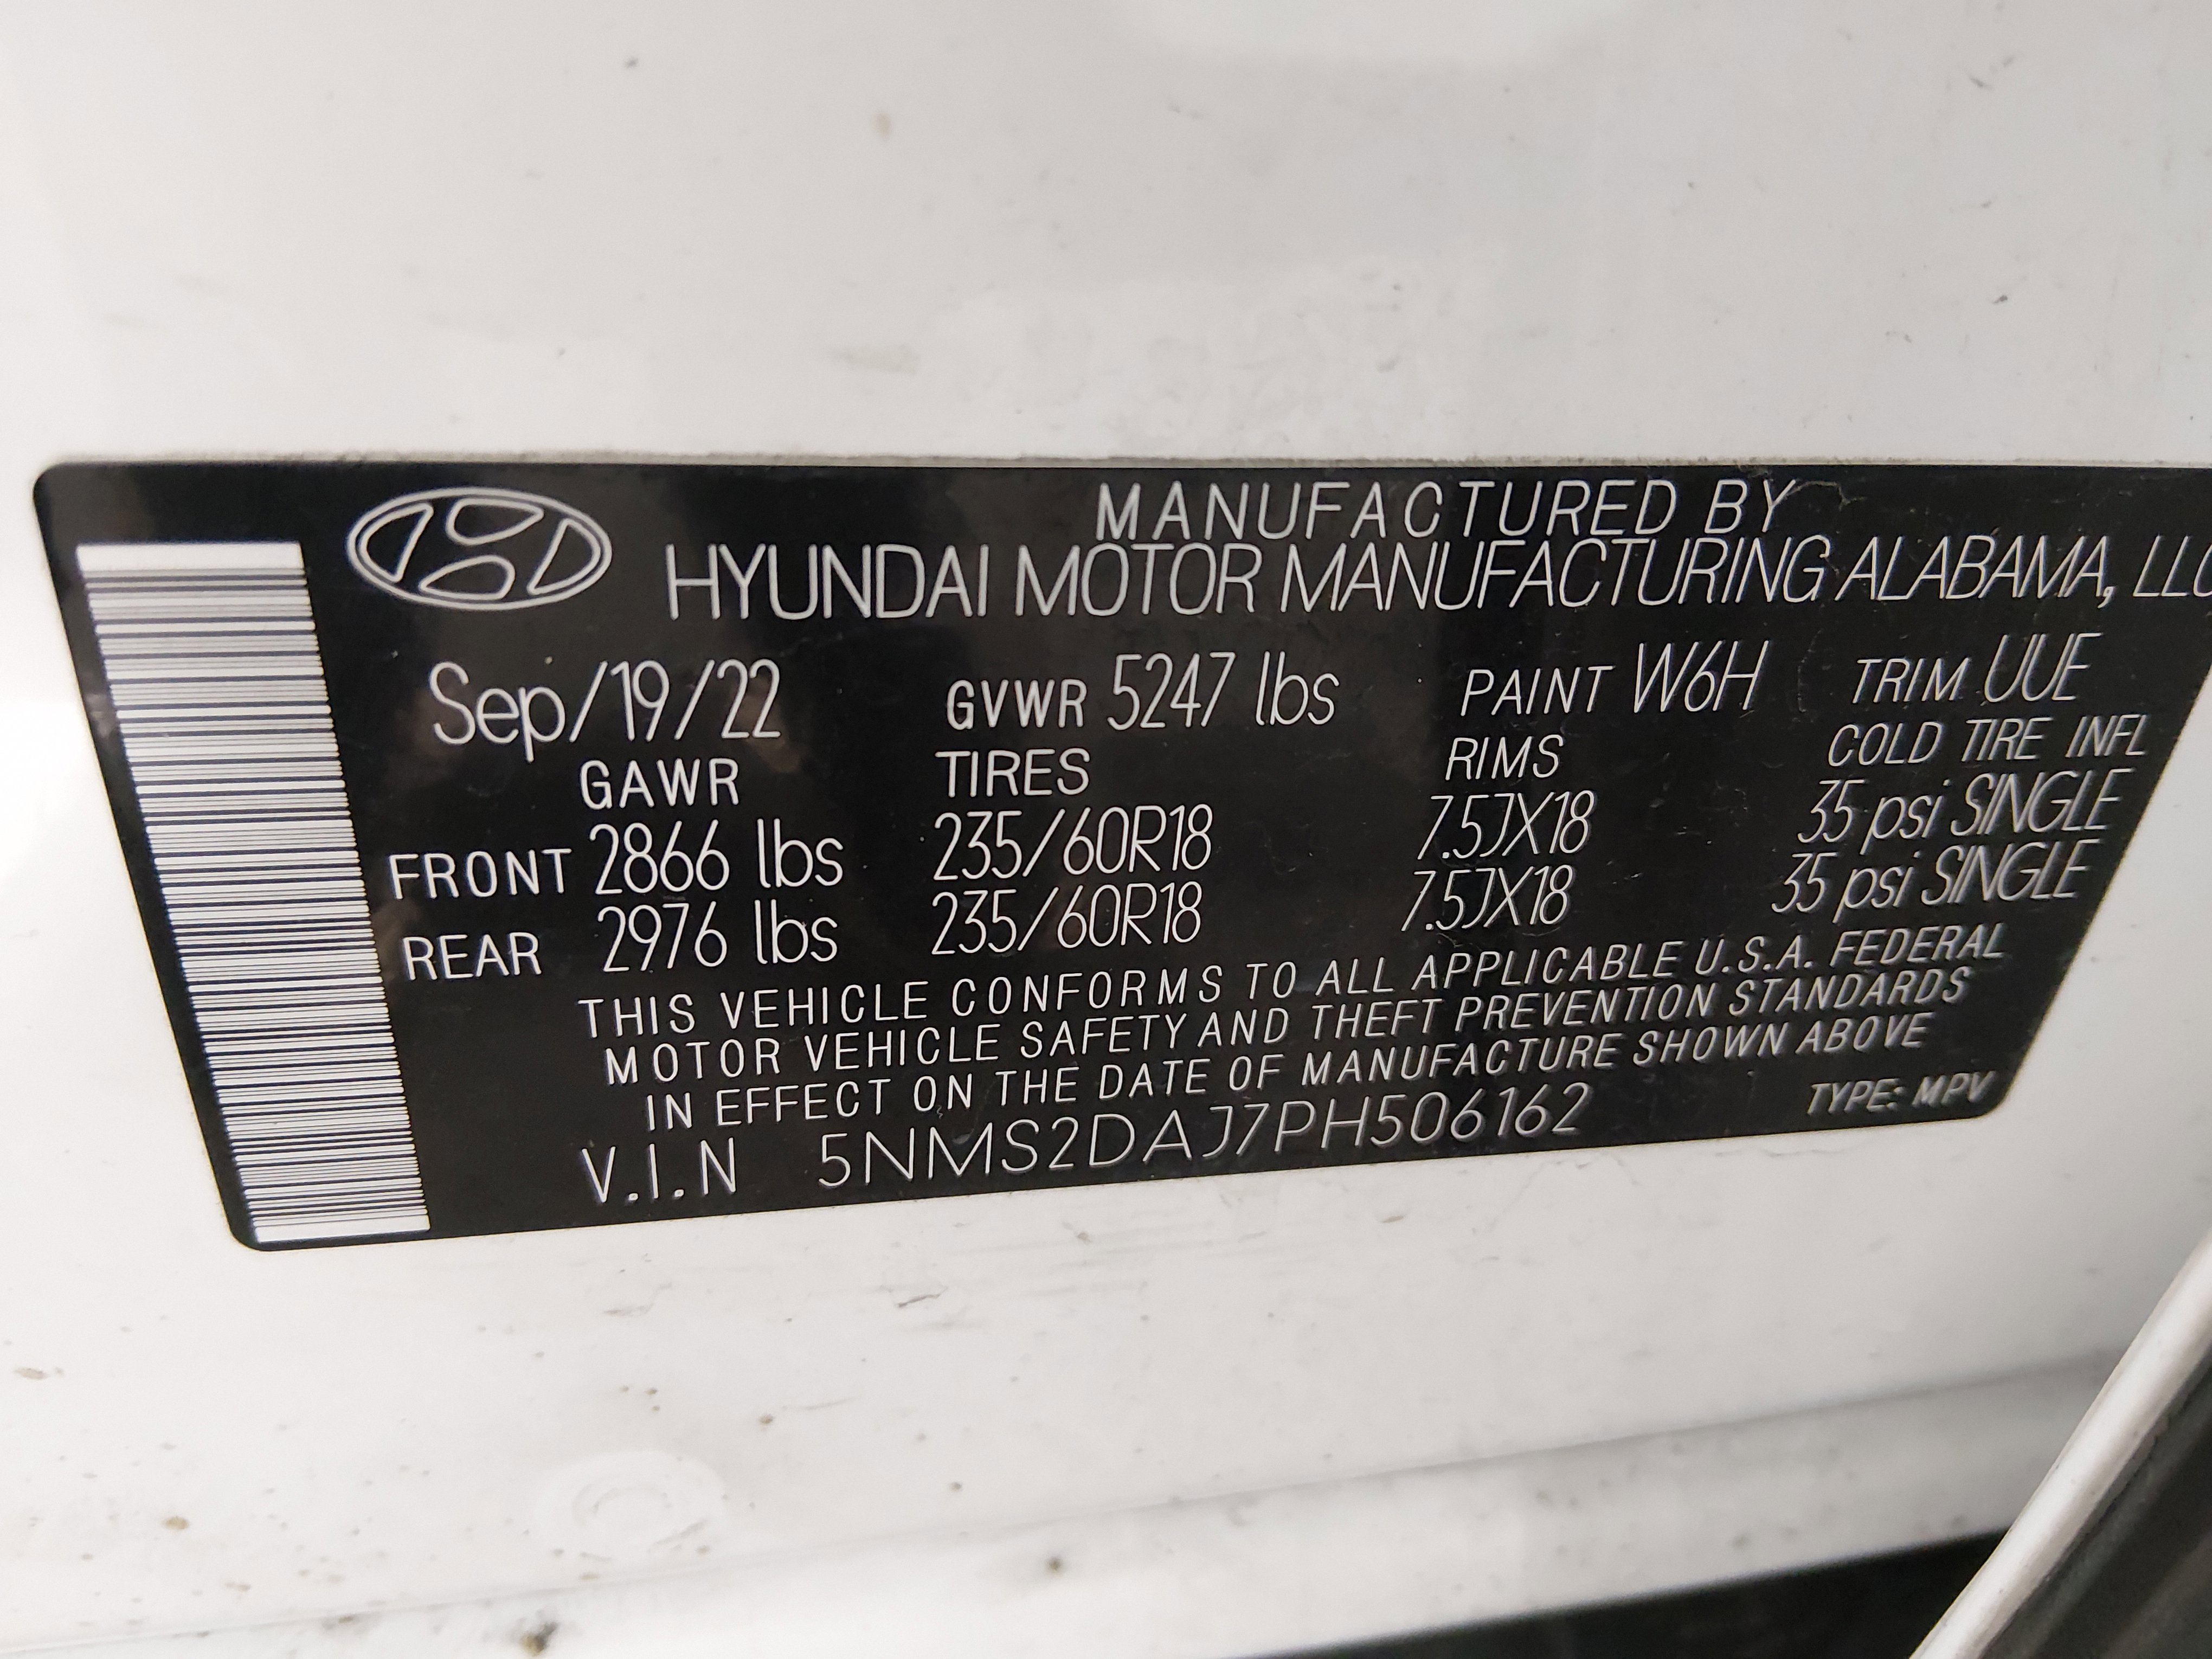 MANUFACTURED BY
HYUNDAI MOTOR MANUFACTURING ALABAMA, LLC
Sep/19/22 GVWR 5247 lbs PAINT W6H TRIM UUE
GAWR TIRES RIMS COLD TIRE INFL
FRONT 2866 lbs 235/60R18 7.5JX18 35 psi SINGLE
REAR 2976 lbs 235/60R18 7.5JX18 35 psi SINGLE
THIS VEHICLE CONFORMS TO ALL APPLICABLE U.S.A. FEDERAL
MOTOR VEHICLE SAFETY AND THEFT PREVENTION STANDARDS
IN EFFECT ON THE DATE OF MANUFACTURE SHOWN ABOVE
V.I.N 5NMS2DAJ7PH506162 TYPE: MPV